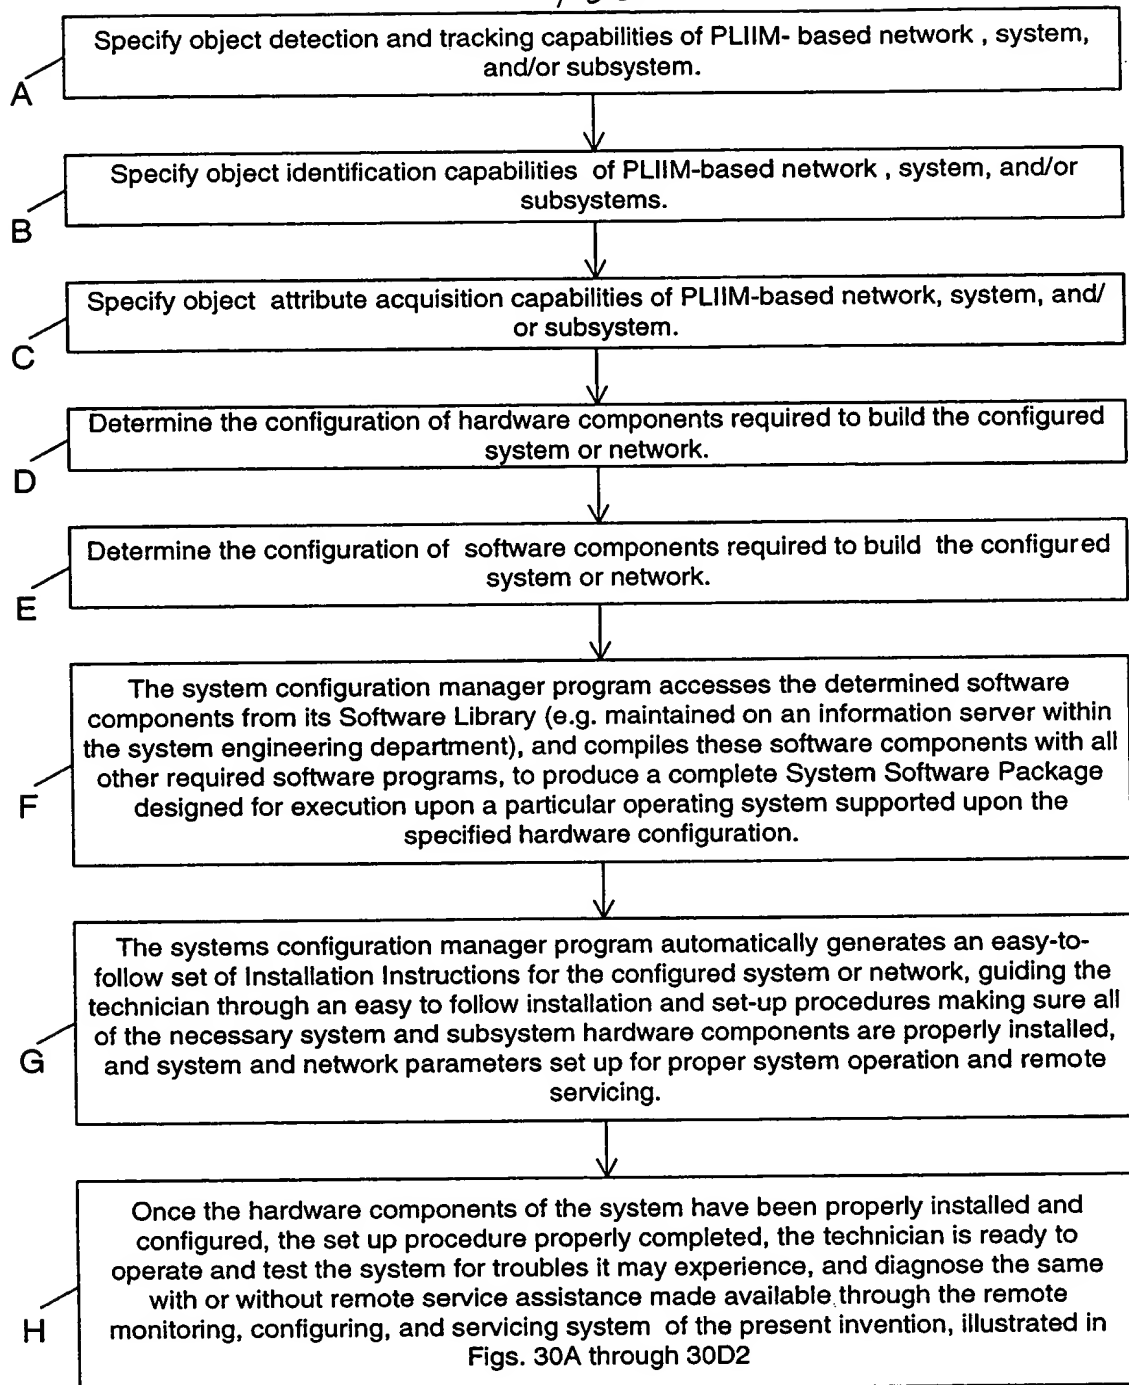 Specify object detection and tracking capabilities of PLIIM- based network , system,
and/or subsystem.
A
Specify object identification capabilities of PLIIM-based network , system, and/or
subsystems.
B
Specify object attribute acquisition capabilities of PLIIM-based network, system, and/
or subsystem.
C
Determine the configuration of hardware components required to build the configured
system or network.
D
Determine the configuration of software components required to build the configured
system or network.
E
The system configuration manager program accesses the determined software
components from its Software Library (e.g. maintained on an information server within
the system engineering department), and compiles these software components with all
other required software programs, to produce a complete System Software Package
designed for execution upon a particular operating system supported upon the
specified hardware configuration.
F
The systems configuration manager program automatically generates an easy-to-
follow set of Installation Instructions for the configured system or network, guiding the
technician through an easy to follow installation and set-up procedures making sure all
of the necessary system and subsystem hardware components are properly installed,
and system and network parameters set up for proper system operation and remote
servicing.
G
Once the hardware components of the system have been properly installed and
configured, the set up procedure properly completed, the technician is ready to
operate and test the system for troubles it may experience, and diagnose the same
with or without remote service assistance made available through the remote
monitoring, configuring, and servicing system of the present invention, illustrated in
Figs. 30A through 30D2
H